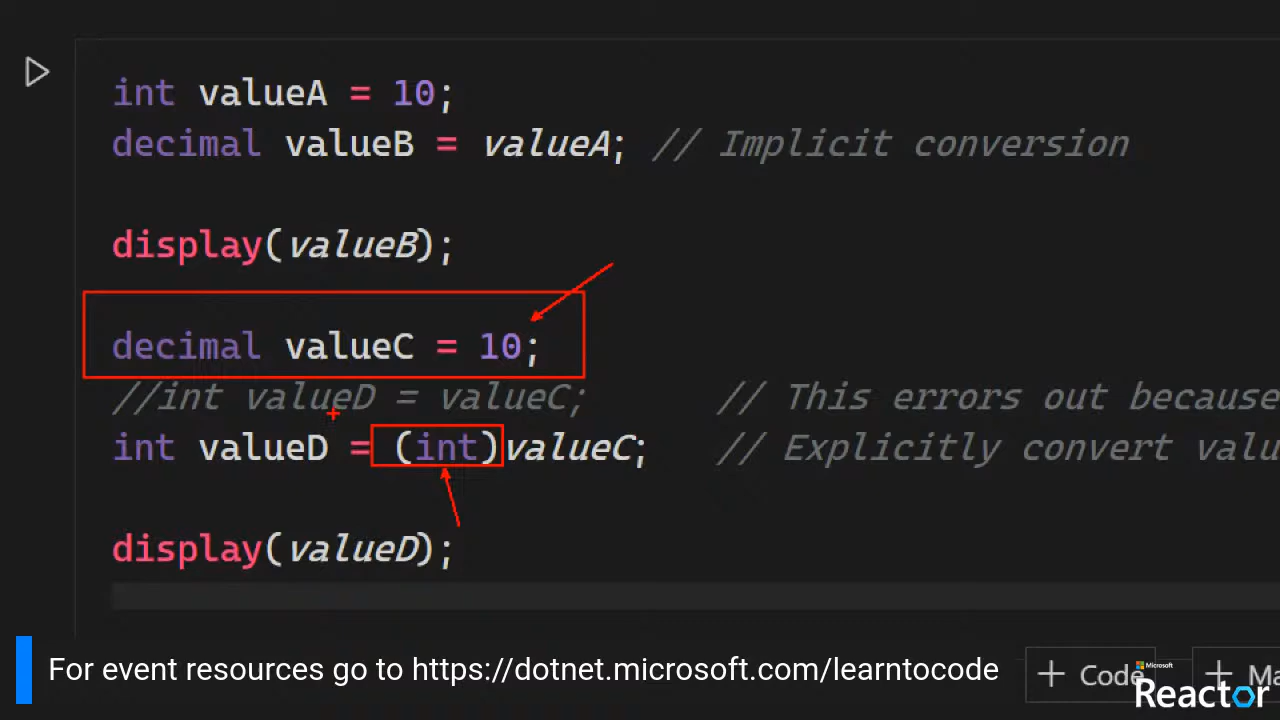 int valueA = 10;
decimal valueB = valueA; // Implicit conversion
display(valueB);
decimal valueC = 10;
//int valueD = valueC; // This errors out because
int valueD = (int)valueC; // Explicitly convert valu
display(valueD);
For event resources go to https://dotnet.microsoft.com/learntocode
+ Code + Ma
Microsoft
Reactor